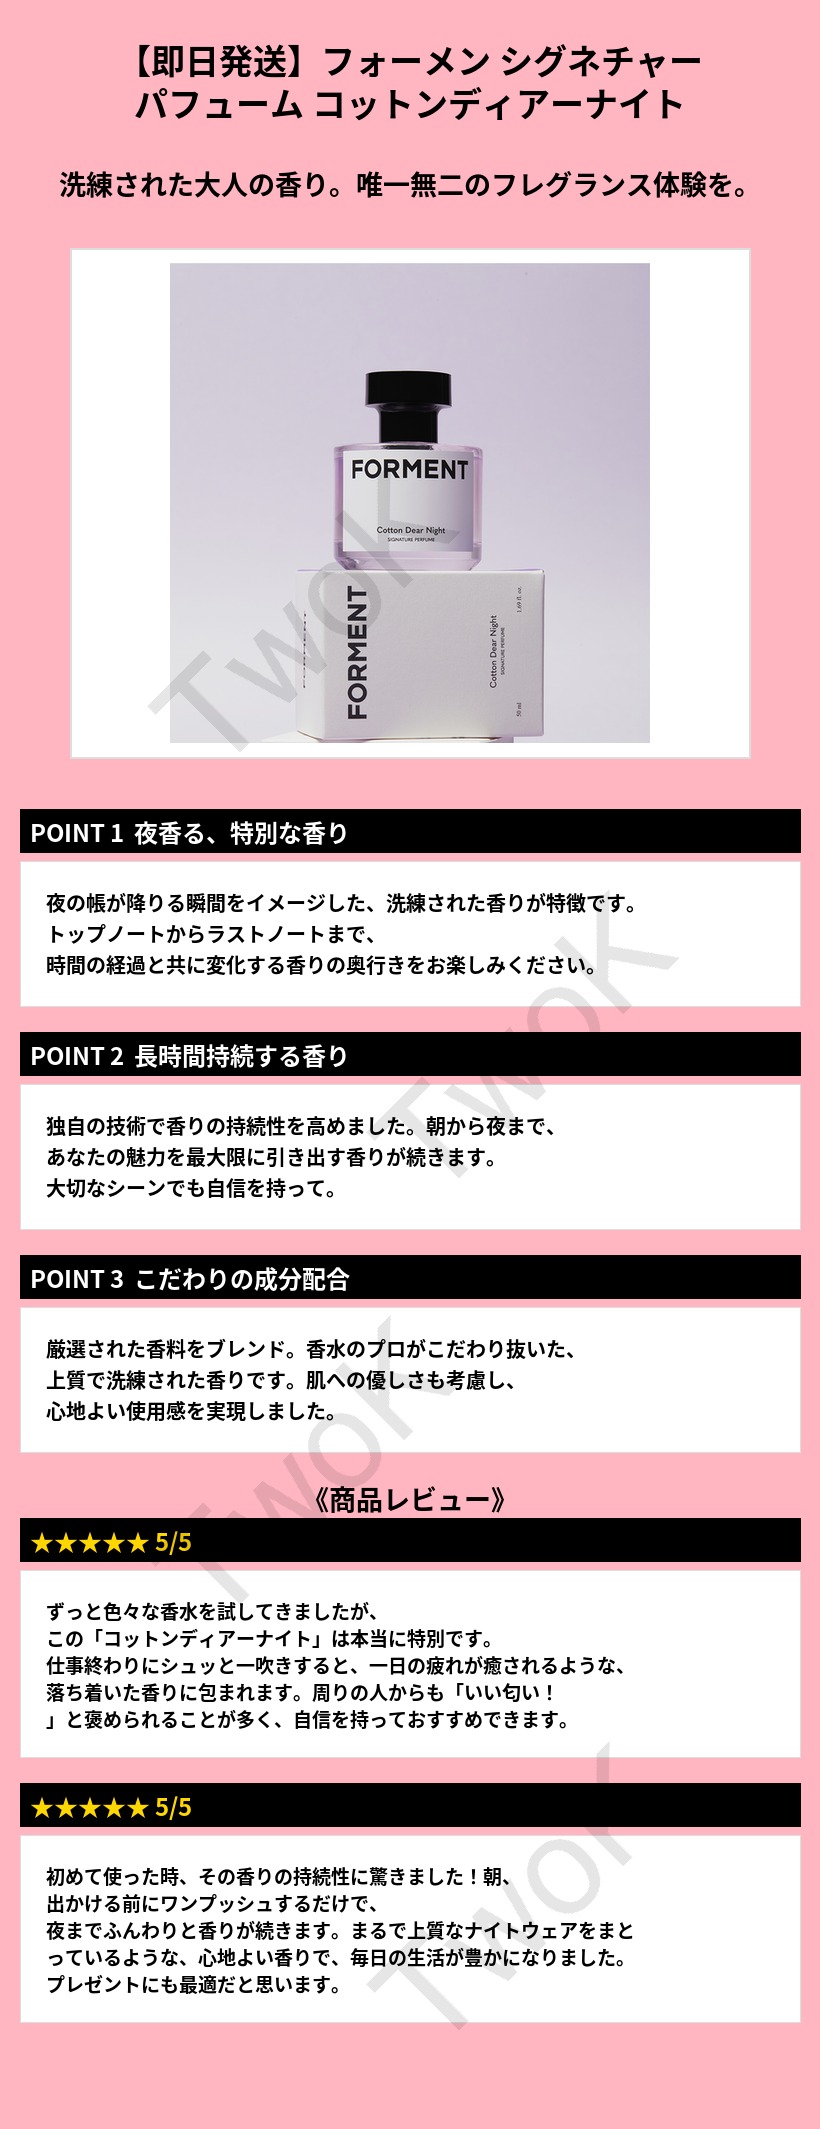 【即日発送】フォーメン シグネチャー
パフューム コットンディアーナイト
洗練された大人の香り。唯一無二のフレグランス体験を。
FORMENT
Cotton Dear Night
SIGNATURE PERFUME
FORMENT
FORMENT
Cotton Dear Night
SIGNATURE PERFUME
1.69 fl. oz.
50 ml
TwoK
POINT 1 夜香る、特別な香り
夜の帳が降りる瞬間をイメージした、洗練された香りが特徴です。
トップノートからラストノートまで、
時間の経過と共に変化する香りの奥行きをお楽しみください。
TwoK
POINT 2 長時間持続する香り
独自の技術で香りの持続性を高めました。朝から夜まで、
あなたの魅力を最大限に引き出す香りが続きます。
大切なシーンでも自信を持って。
POINT 3 こだわりの成分配合
厳選された香料をブレンド。香水のプロがこだわり抜いた、
上質で洗練された香りです。肌への優しさも考慮し、
心地よい使用感を実現しました。
TwoK
《商品レビュー》
★★★★★ 5/5
ずっと色々な香水を試してきましたが、
この「コットンディアーナイト」は本当に特別です。
仕事終わりにシュッと一吹きすると、一日の疲れが癒されるような、
落ち着いた香りに包まれます。周りの人からも「いい匂い！
」と褒められることが多く、自信を持っておすすめできます。
★★★★★ 5/5
初めて使った時、その香りの持続性に驚きました！朝、
出かける前にワンプッシュするだけで、
夜までふんわりと香りが続きます。まるで上質なナイトウェアをまと
っているような、心地よい香りで、毎日の生活が豊かになりました。
プレゼントにも最適だと思います。
TwoK